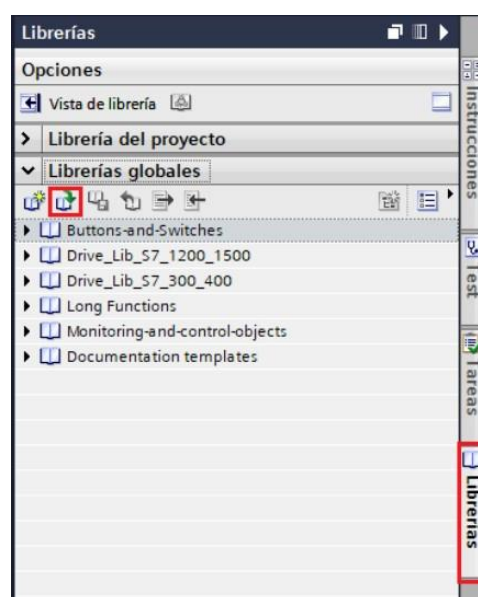 Librerías
Opciones
Vista de librería
Librería del proyecto
Librerías globales
Buttons-and-Switches
Drive_Lib_S7_1200_1500
Drive_Lib_S7_300_400
Long Functions
Monitoring-and-control-objects
Documentation templates
Instrucciones
Test
Tareas
Librerías